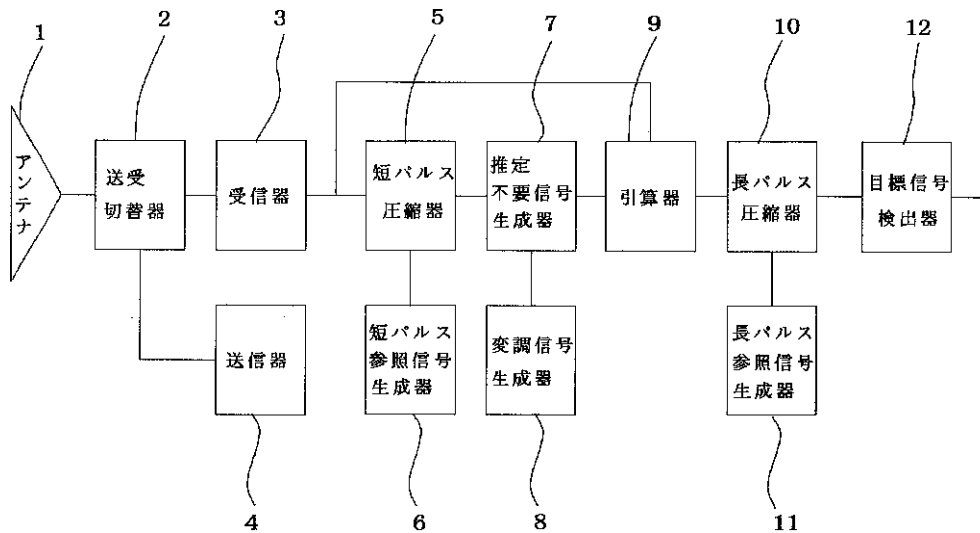 1
2
3
5
7
9
10
12
アンテナ
送受
切替器
受信器
短パルス
圧縮器
推定
不要信号
生成器
引算器
長パルス
圧縮器
目標信号
検出器
送信器
短パルス
参照信号
生成器
変調信号
生成器
長パルス
参照信号
生成器
4
6
8
11